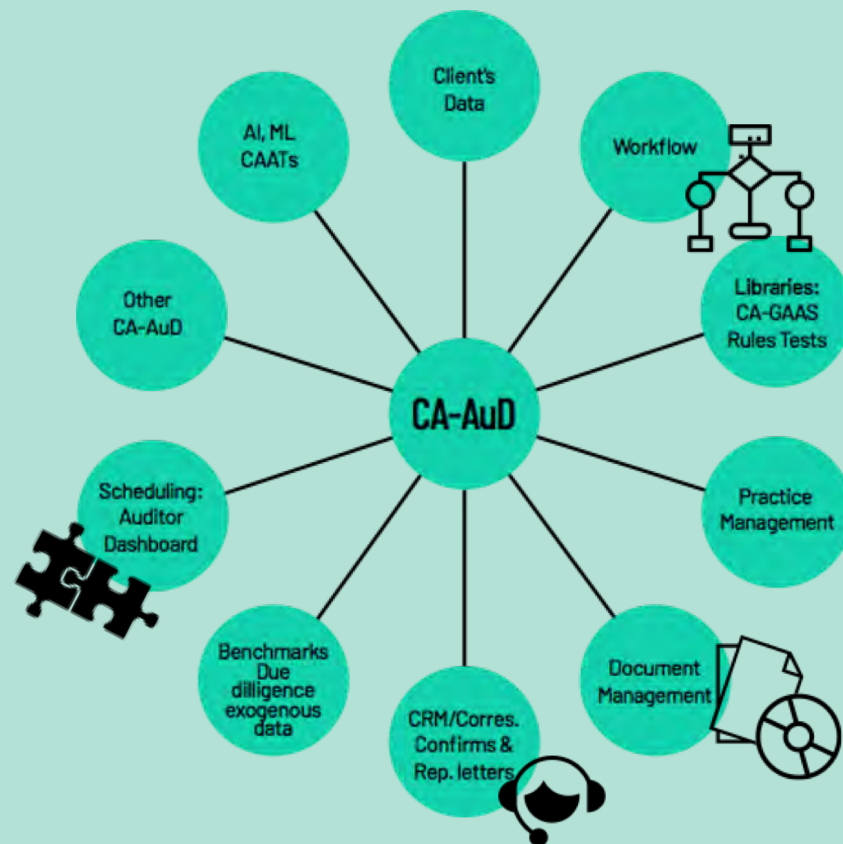 Client's
Data
Workflow
Libraries:
CA-GAAS
Rules Tests
Practice
Management
Document
Management
CRM/Corres.
Confirms &
Rep. letters
Benchmarks
Due
dilligence
exogenous
data
Scheduling:
Auditor
Dashboard
Other
CA-AuD
AI, ML
CAATs
CA-AuD